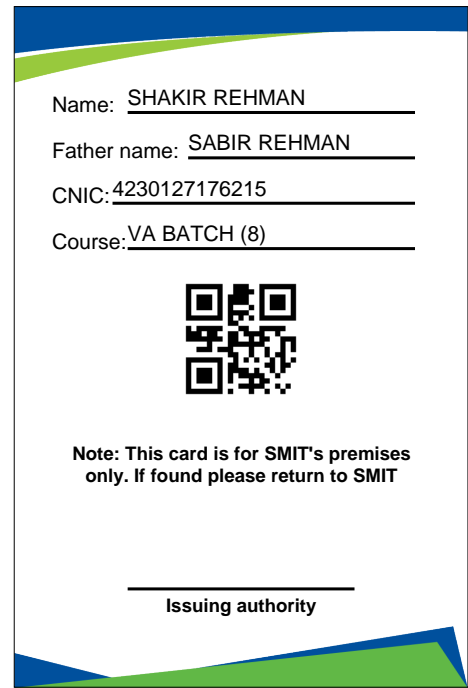 Name: SHAKIR REHMAN
Father name: SABIR REHMAN
CNIC: 4230127176215
Course: VA BATCH (8)
Note: This card is for SMIT's premises
only. If found please return to SMIT
Issuing authority